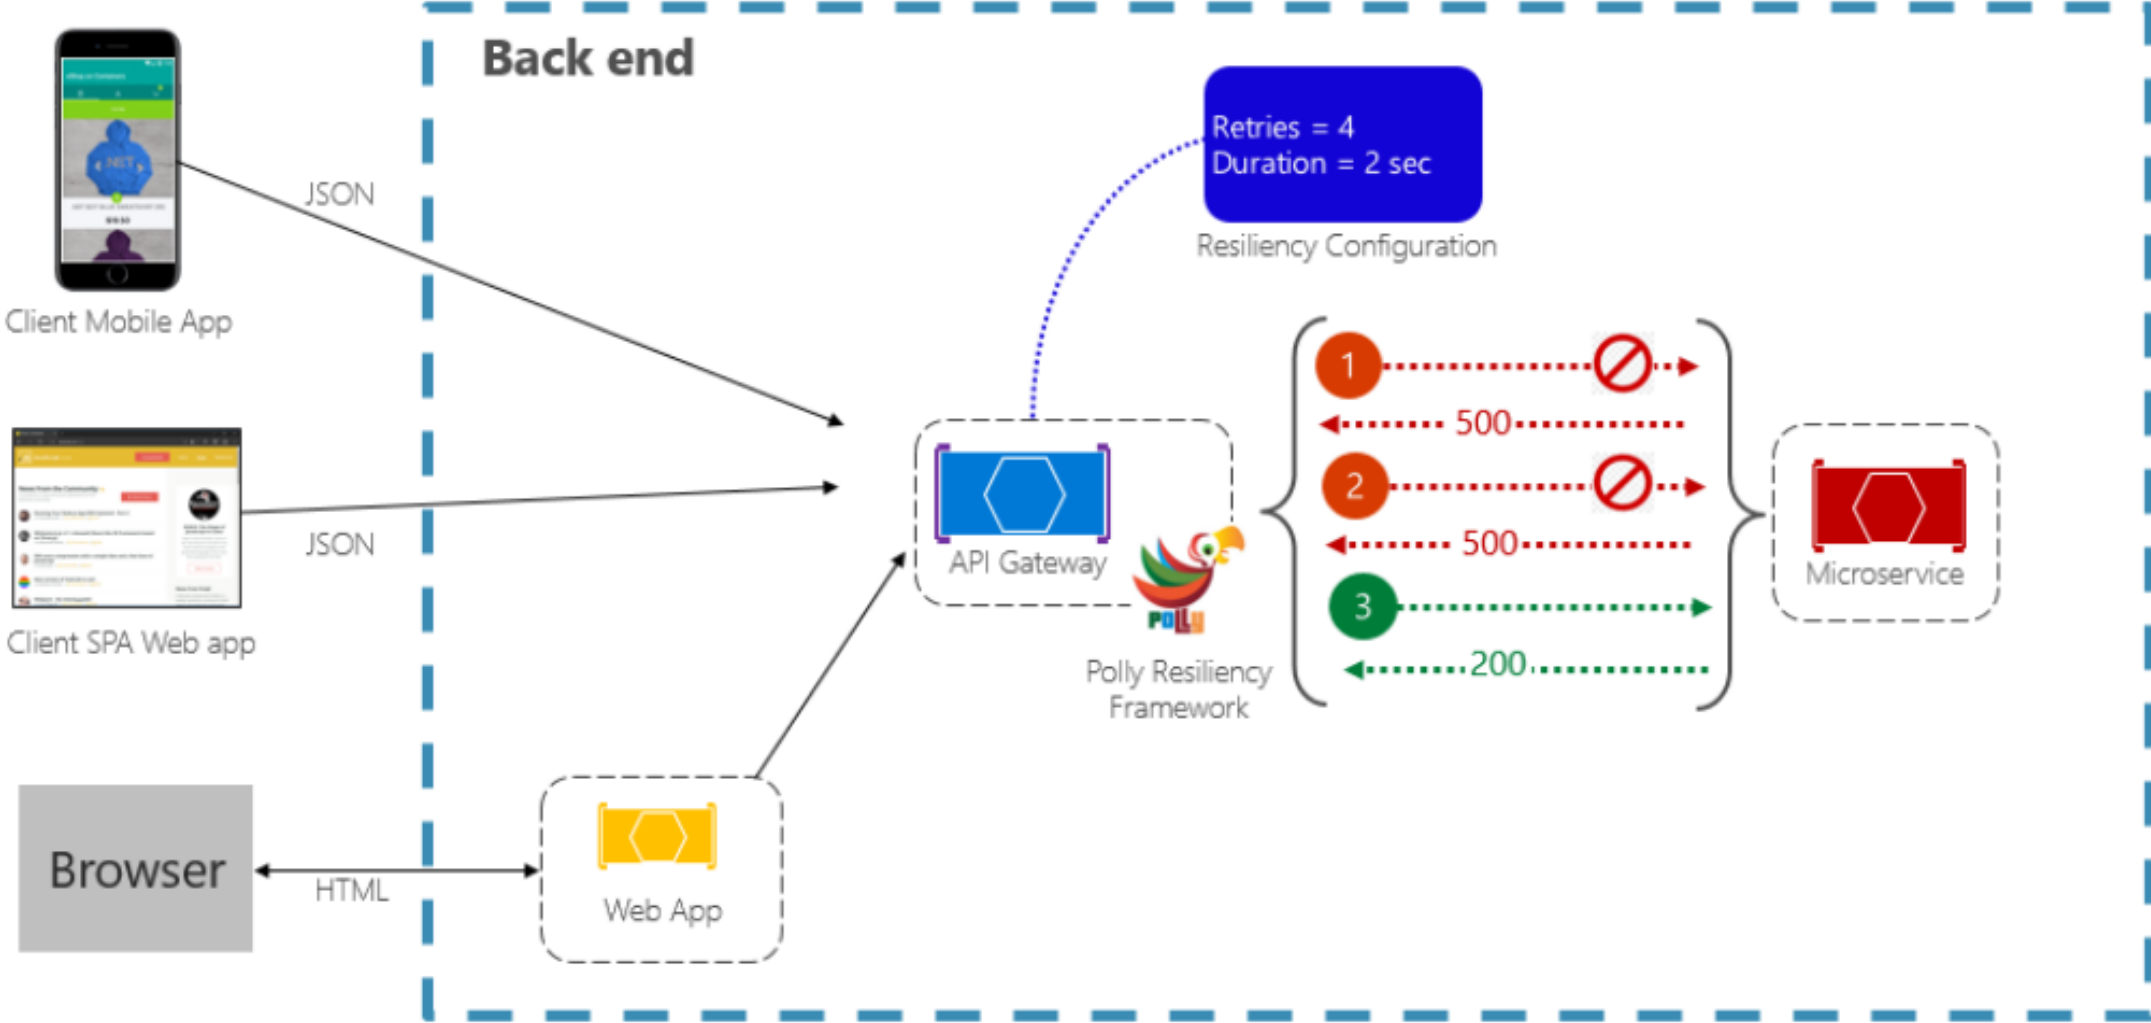 Back end
Retries = 4
Duration = 2 sec
Resiliency Configuration
JSON
Client Mobile App
1
500
2
500
3
200
API Gateway
POLLY
Polly Resiliency
Framework
Microservice
JSON
Client SPA Web app
Browser
HTML
Web App
.NET